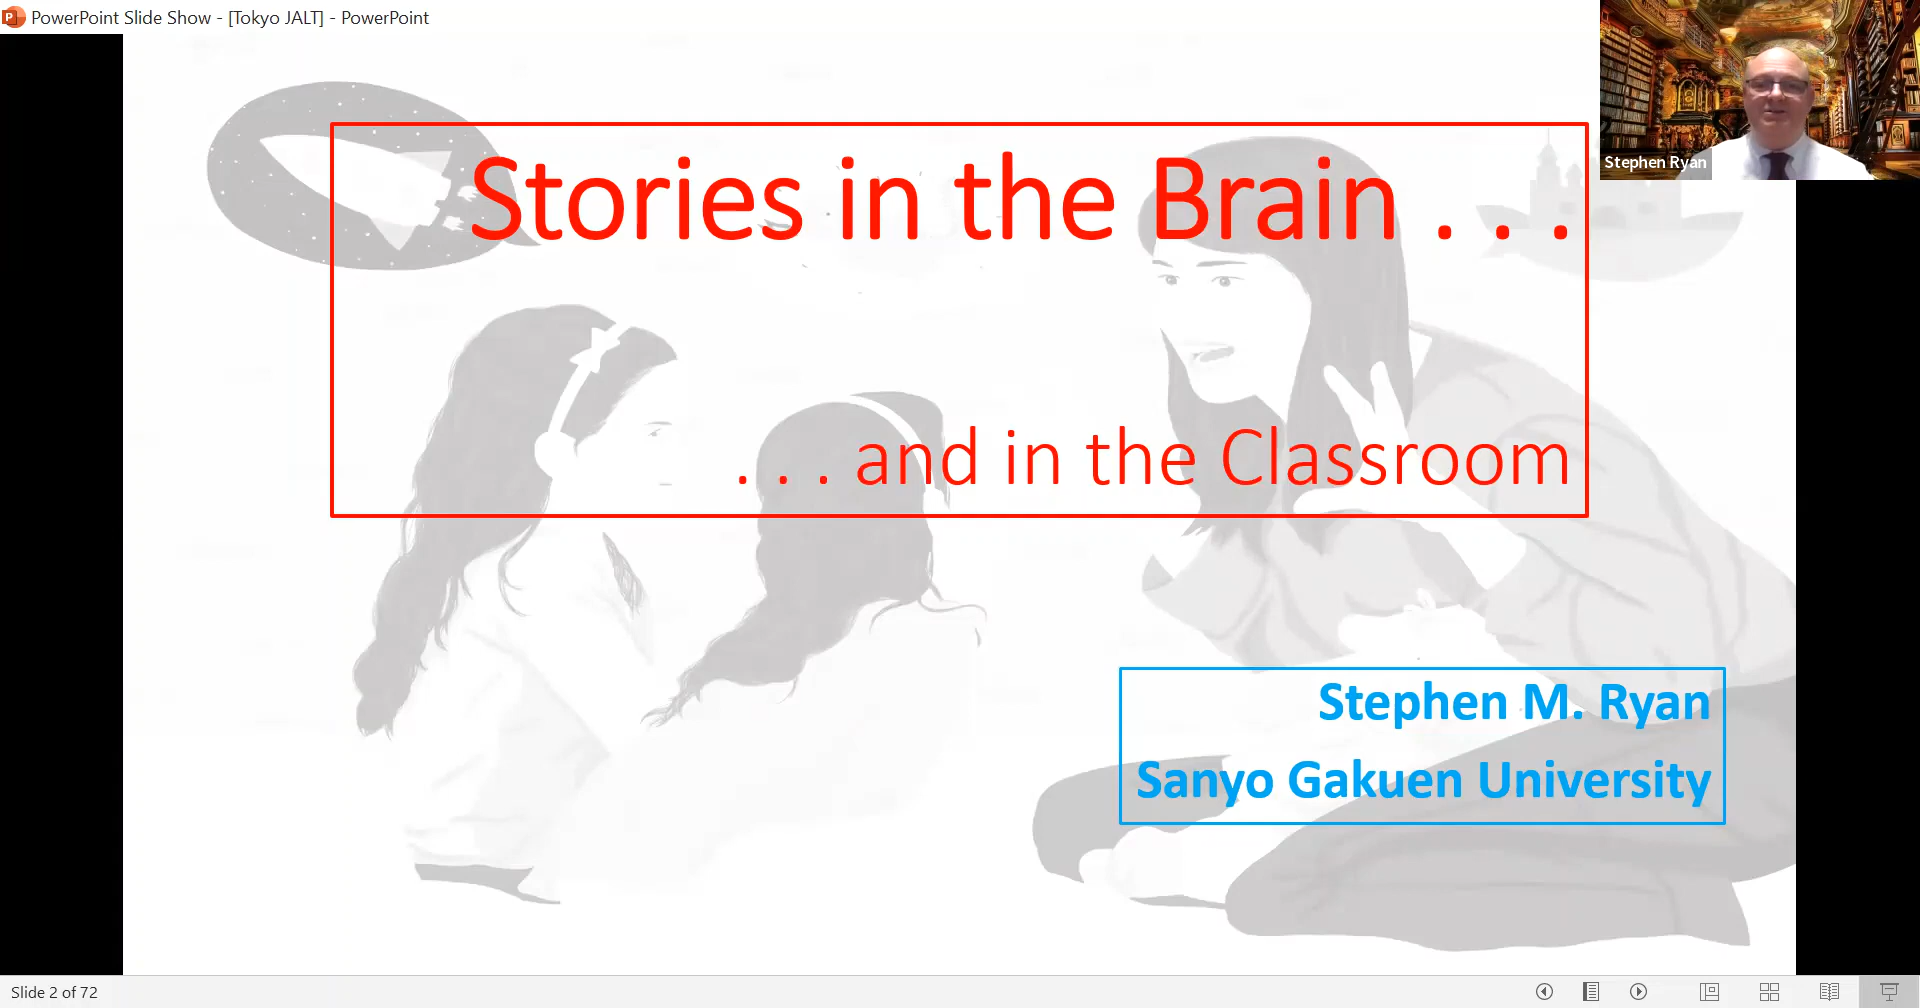 PowerPoint Slide Show - [Tokyo JALT] - PowerPoint
Stephen Ryan
Stories in the Brain . . .
. . . and in the Classroom
Stephen M. Ryan
Sanyo Gakuen University
Slide 2 of 72